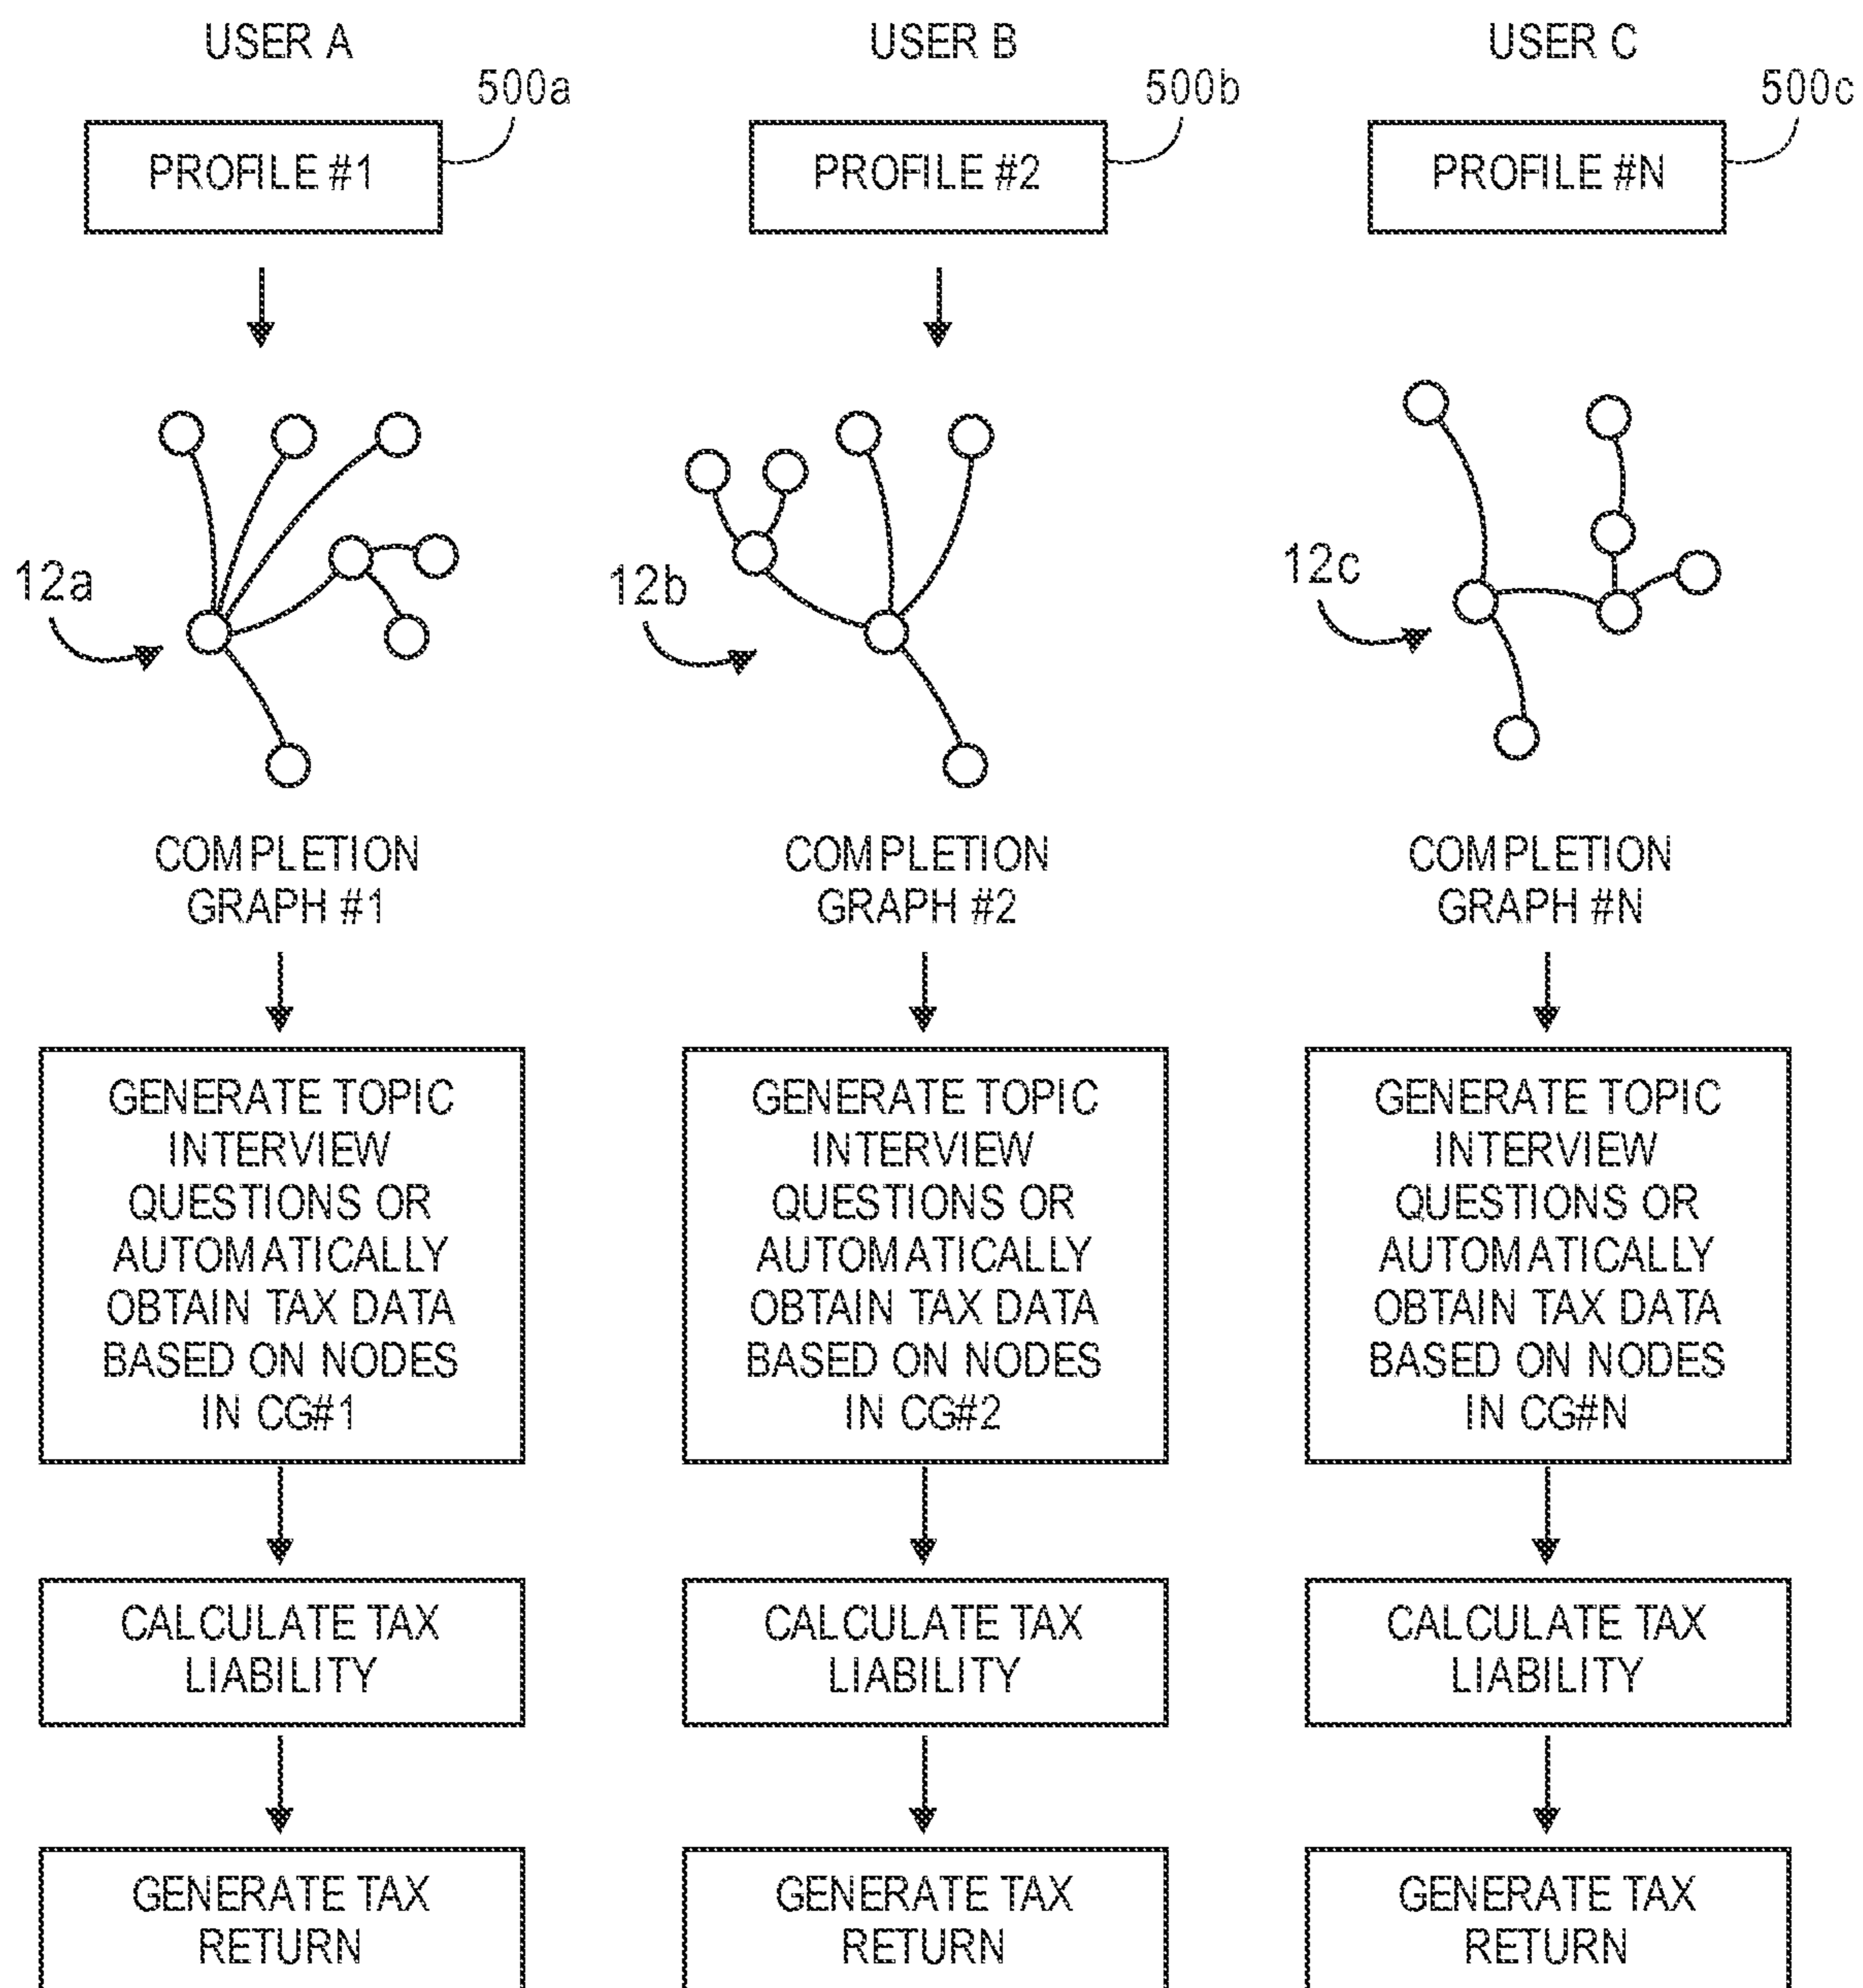 USER A
500a
PROFILE #1
12a
COMPLETION
GRAPH #1
GENERATE TOPIC
INTERVIEW
QUESTIONS OR
AUTOMATICALLY
OBTAIN TAX DATA
BASED ON NODES
IN CG#1
CALCULATE TAX
LIABILITY
GENERATE TAX
RETURN
USER B
500b
PROFILE #2
12b
COMPLETION
GRAPH #2
GENERATE TOPIC
INTERVIEW
QUESTIONS OR
AUTOMATICALLY
OBTAIN TAX DATA
BASED ON NODES
IN CG#2
CALCULATE TAX
LIABILITY
GENERATE TAX
RETURN
USER C
500c
PROFILE #N
12c
COMPLETION
GRAPH #N
GENERATE TOPIC
INTERVIEW
QUESTIONS OR
AUTOMATICALLY
OBTAIN TAX DATA
BASED ON NODES
IN CG#N
CALCULATE TAX
LIABILITY
GENERATE TAX
RETURN